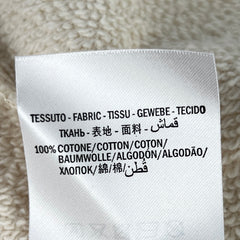 TESSUTO - FABRIC - TISSU - GEWEBE - TECIDO
ТКАНЬ - 表地 - 面料 - قماش
100% COTONE/COTTON/COTON/
BAUMWOLLE/ALGODÓN/ALGODÃO/
ХЛОПОК/綿/棉/قطن